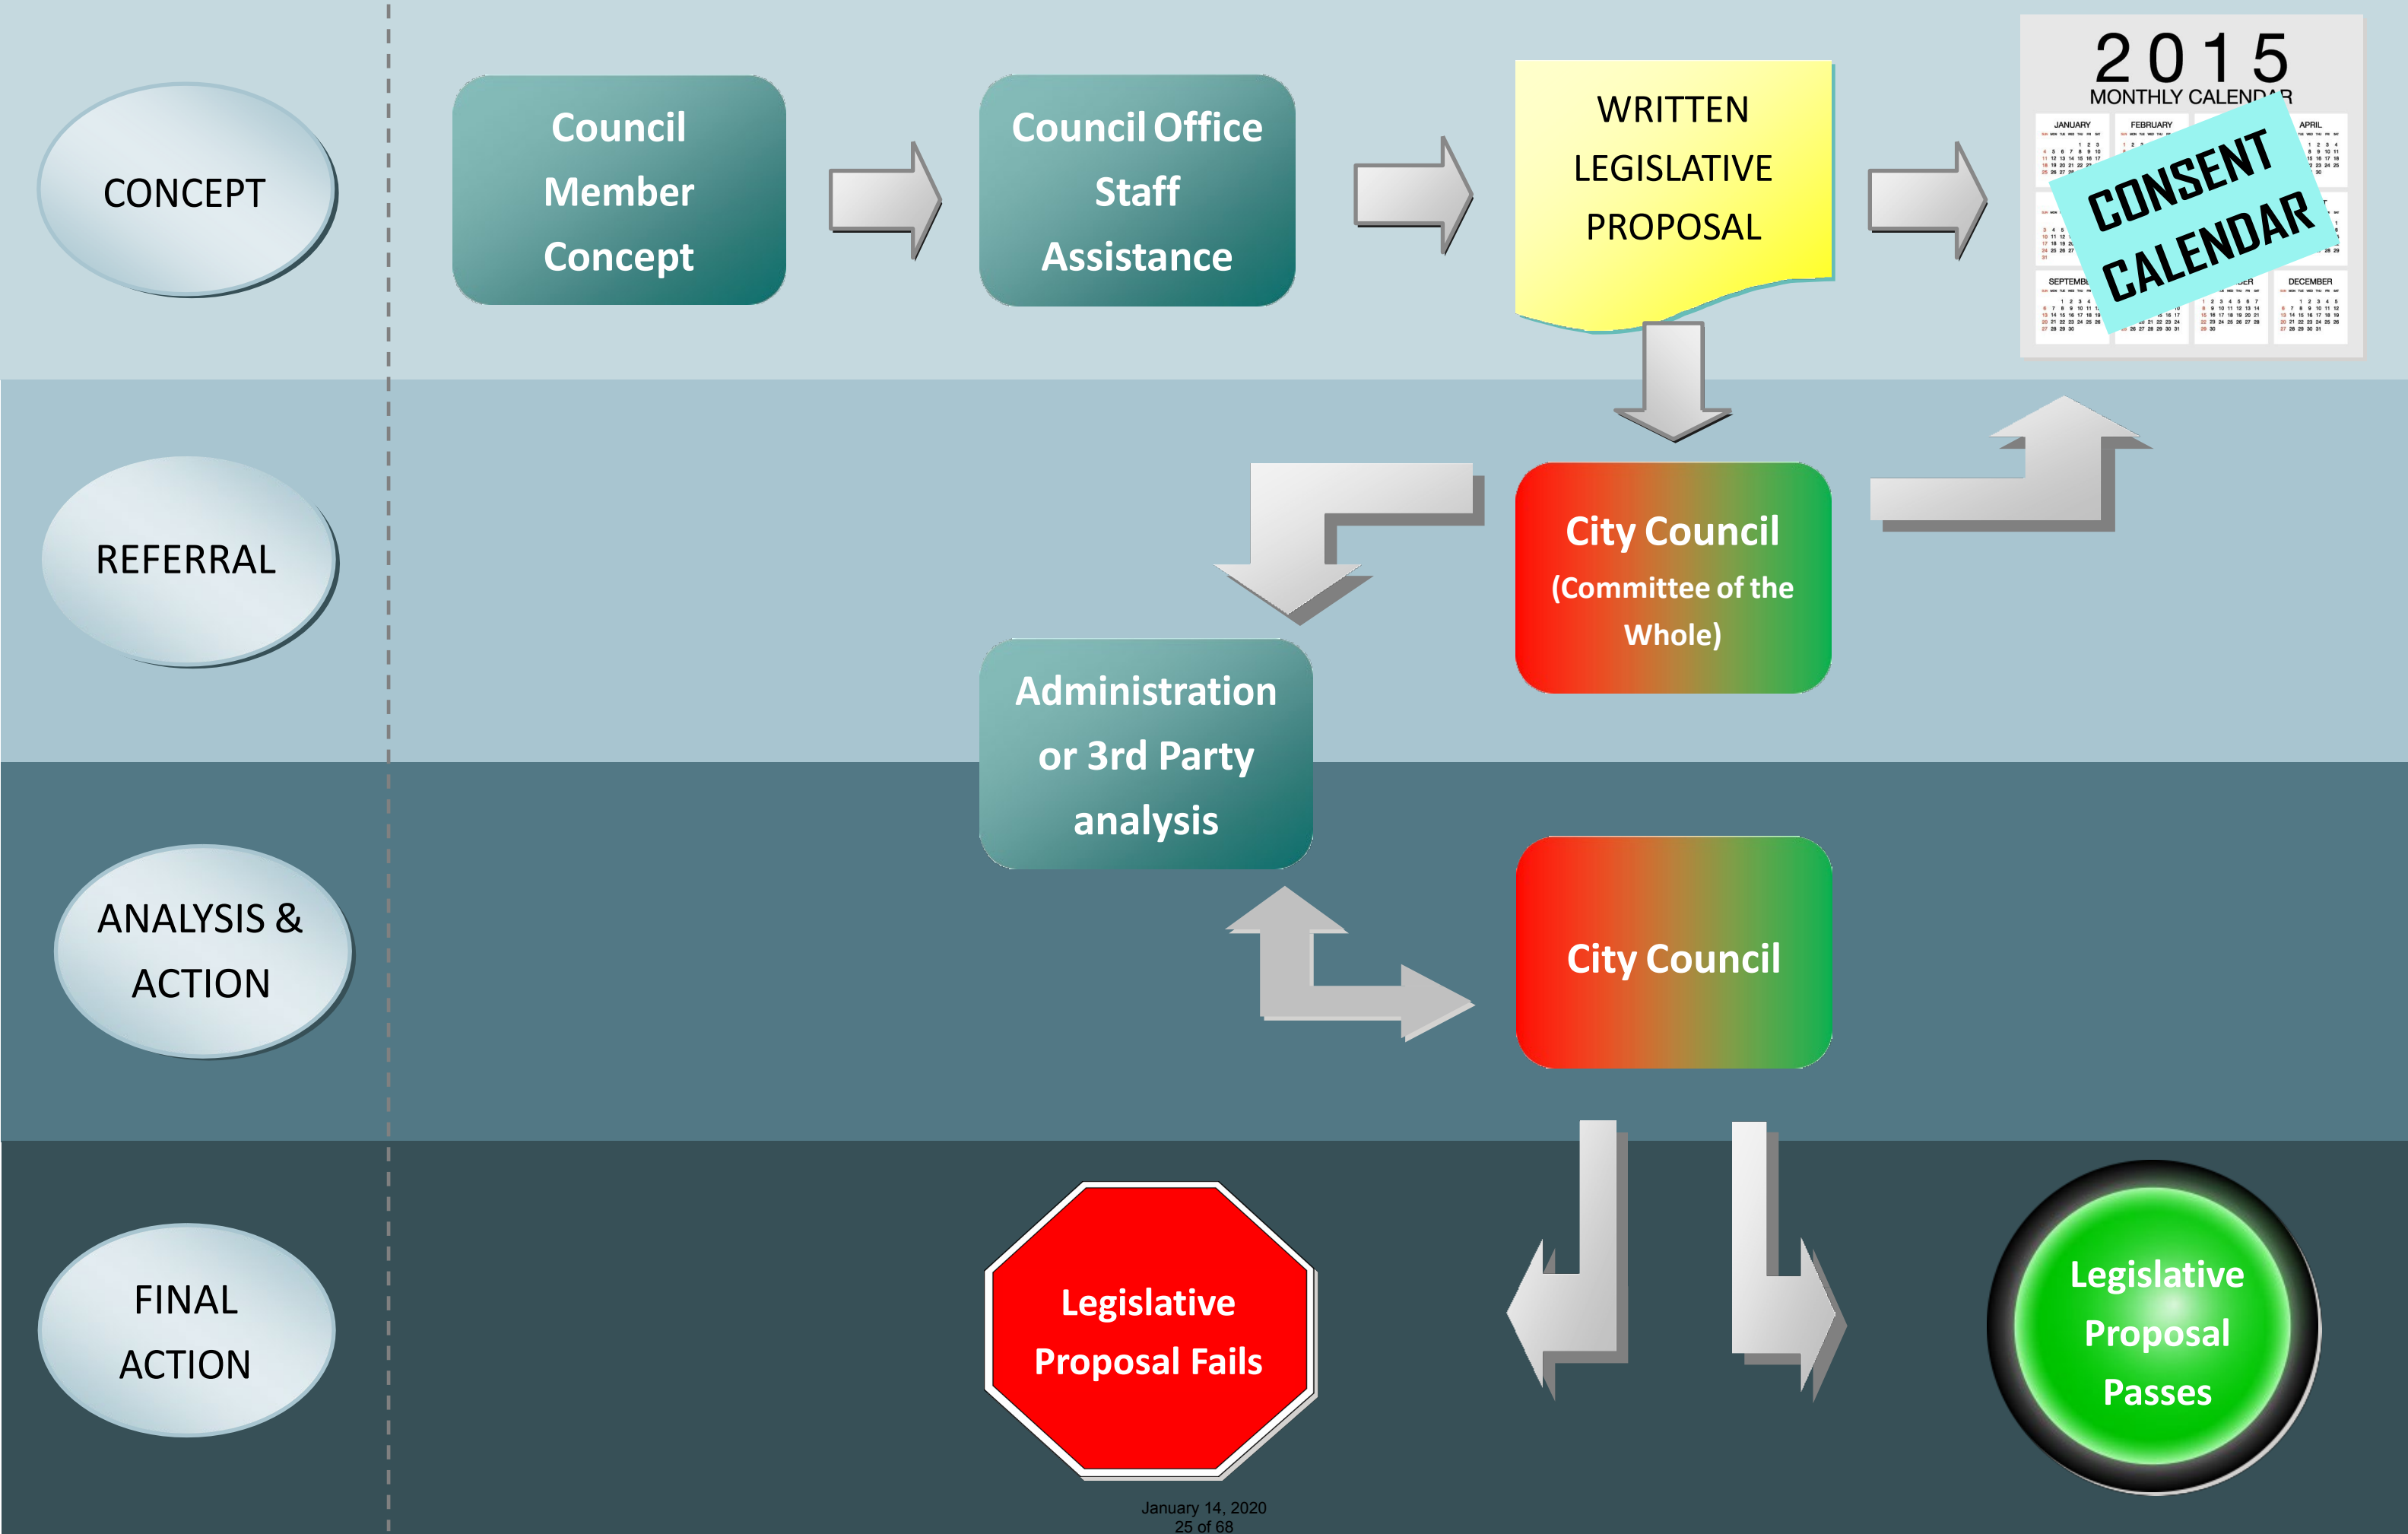 CONCEPT
Council
Member
Concept
Council Office
Staff
Assistance
WRITTEN
LEGISLATIVE
PROPOSAL
2015
MONTHLY CALENDAR
JANUARY
FEBRUARY
APRIL
CONSENT
CALENDAR
DECEMBER
REFERRAL
City Council
(Committee of the
Whole)
Administration
or 3rd Party
analysis
ANALYSIS &
ACTION
City Council
FINAL
ACTION
Legislative
Proposal Fails
Legislative
Proposal
Passes
January 14, 2020
25 of 68